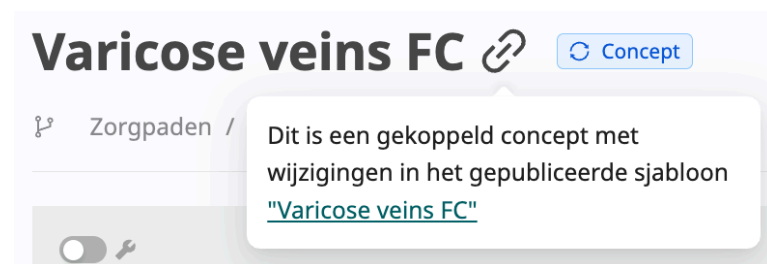 Varicose veins FC
Concept
Zorgpaden /
Dit is een gekoppeld concept met
wijzigingen in het gepubliceerde sjabloon
"Varicose veins FC"